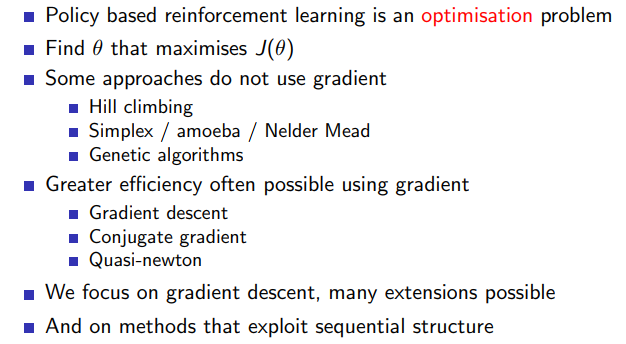 Policy based reinforcement learning is an optimisation problem
Find θ that maximises J(θ)
Some approaches do not use gradient
Hill climbing
Simplex / amoeba / Nelder Mead
Genetic algorithms
Greater efficiency often possible using gradient
Gradient descent
Conjugate gradient
Quasi-newton
We focus on gradient descent, many extensions possible
And on methods that exploit sequential structure